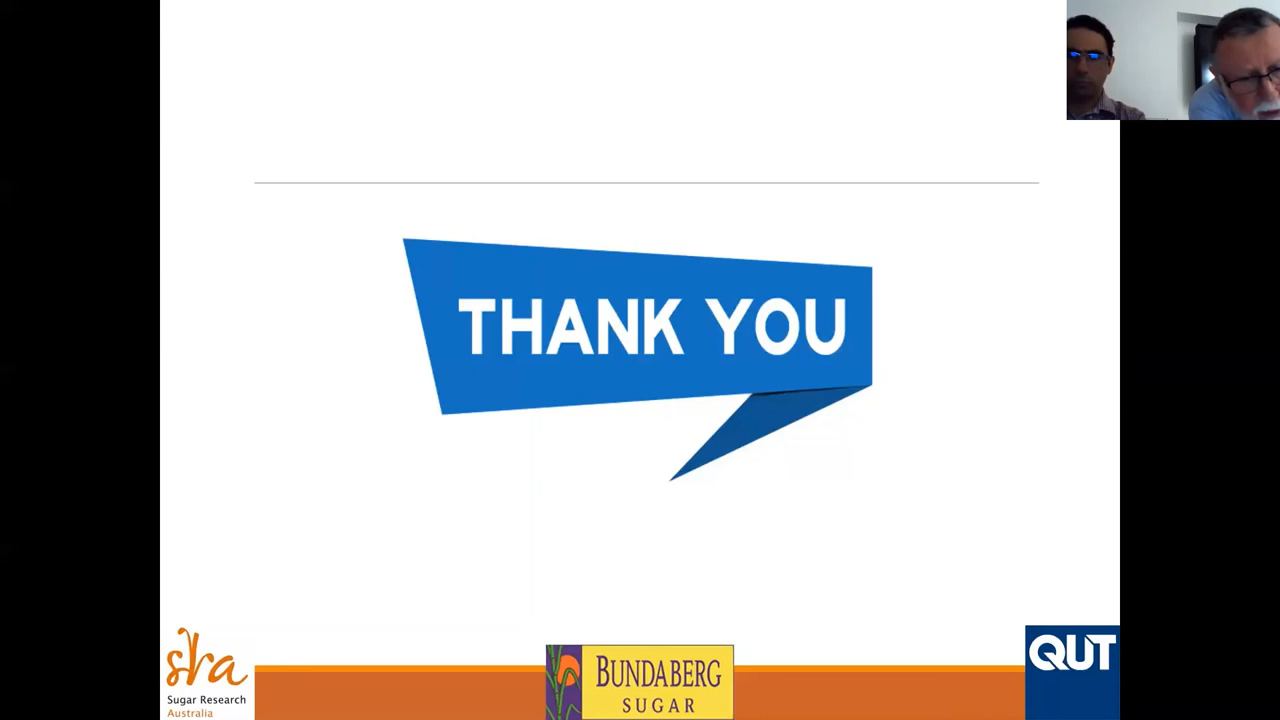 THANK YOU
sra
Sugar Research
Australia
BUNDABERG
SUGAR
QUT